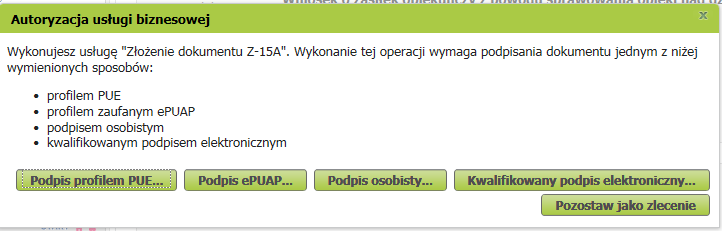 Autoryzacja usługi biznesowej
x
Wykonujesz usługę "Złożenie dokumentu Z-15A". Wykonanie tej operacji wymaga podpisania dokumentu jednym z niżej
wymienionych sposobów:
• profilem PUE
• profilem zaufanym ePUAP
• podpisem osobistym
• kwalifikowanym podpisem elektronicznym
Podpis profilem PUE... Podpis ePUAP... Podpis osobisty... Kwalifikowany podpis elektroniczny...
Pozostaw jako zlecenie